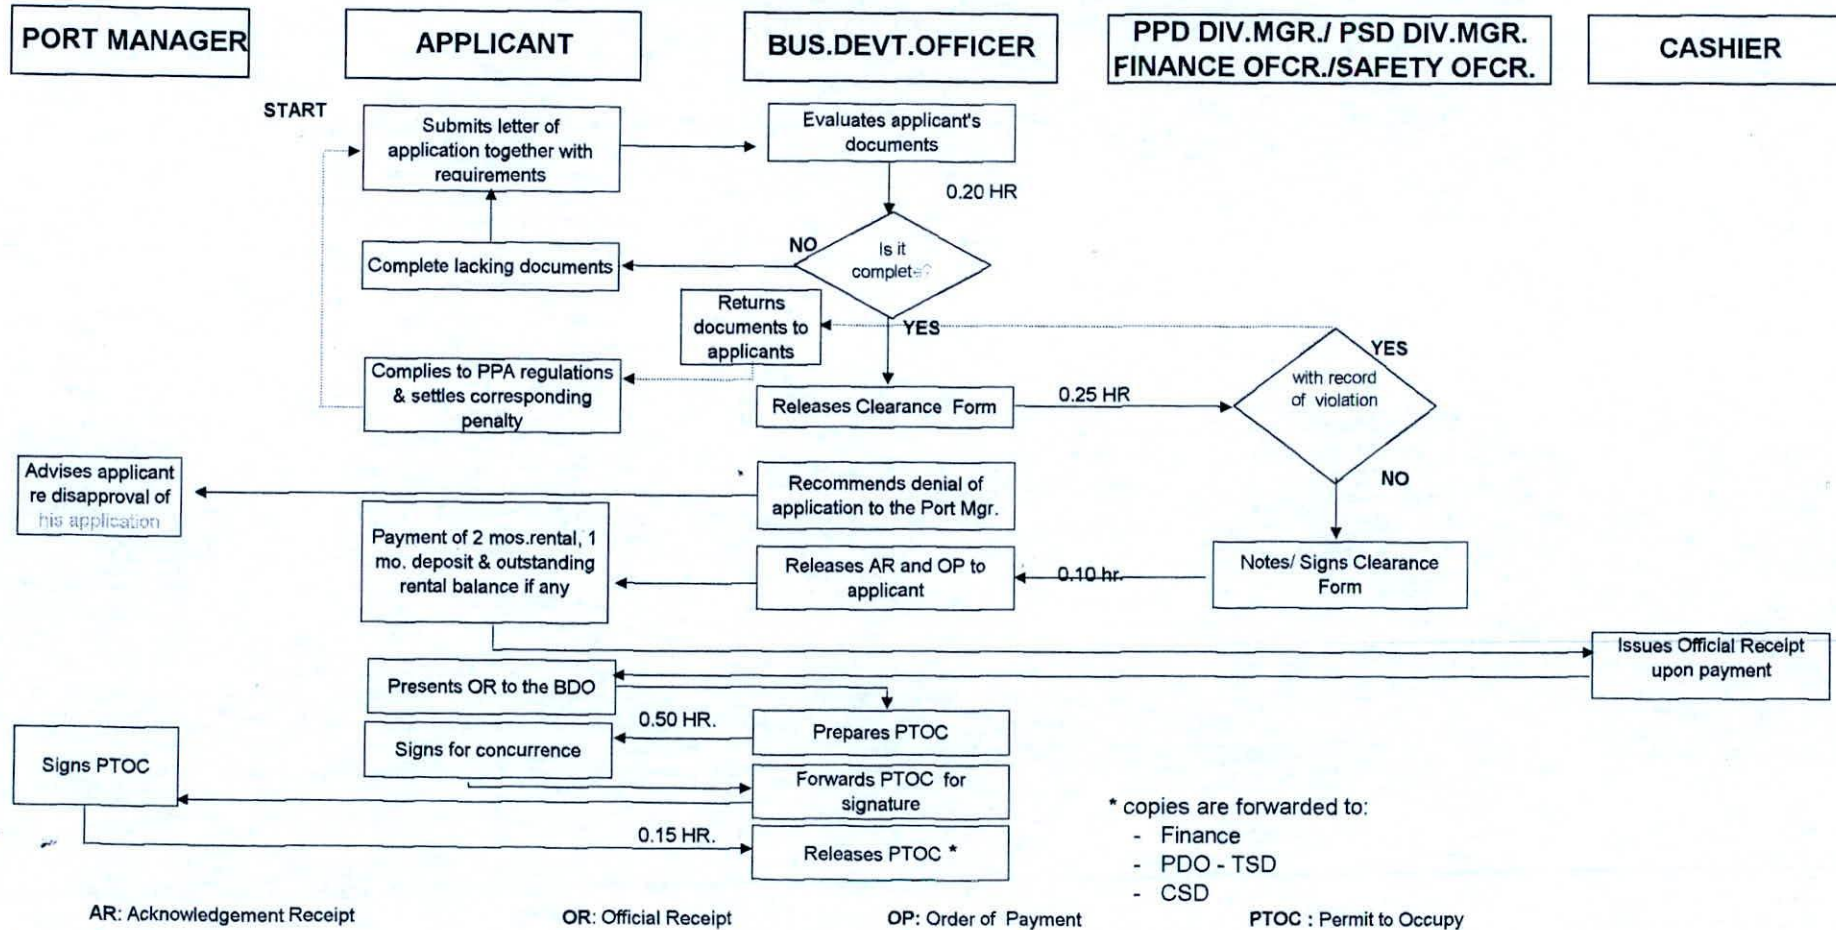 PORT MANAGER
APPLICANT
BUS.DEVT.OFFICER
PPD DIV.MGR./ PSD DIV.MGR.
FINANCE OFCR./SAFETY OFCR.
CASHIER
START
Submits letter of
application together with
requirements
Evaluates applicant's
documents
0.20 HR
NO
Is it
complete?
Complete lacking documents
Returns
documents to
applicants
YES
YES
with record
of violation
Complies to PPA regulations
& settles corresponding
penalty
Releases Clearance Form
0.25 HR
NO
Advises applicant
re disapproval of
his application
Recommends denial of
application to the Port Mgr.
Payment of 2 mos.rental, 1
mo. deposit & outstanding
rental balance if any
Releases AR and OP to
applicant
0.10 hr.
Notes/ Signs Clearance
Form
Issues Official Receipt
upon payment
Presents OR to the BDO
0.50 HR.
Prepares PTOC
Signs for concurrence
Signs PTOC
Forwards PTOC for
signature
0.15 HR.
Releases PTOC *
* copies are forwarded to:
- Finance
- PDO - TSD
- CSD
AR: Acknowledgement Receipt
OR: Official Receipt
OP: Order of Payment
PTOC : Permit to Occupy